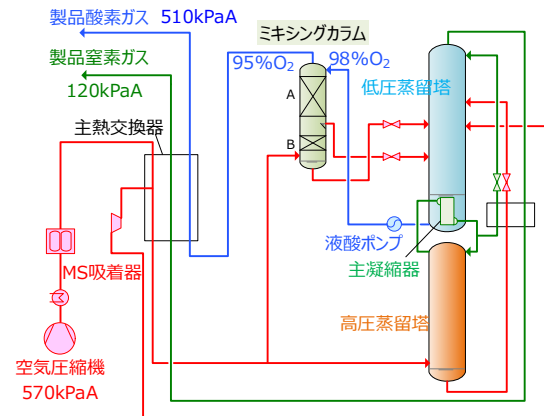 製品酸素ガス 510kPaA
製品窒素ガス
120kPaA
ミキシングカラム
95%O₂
98%O₂
A
B
低圧蒸留塔
主熱交換器
液酸ポンプ
主凝縮器
MS吸着器
高圧蒸留塔
空気圧縮機
570kPaA